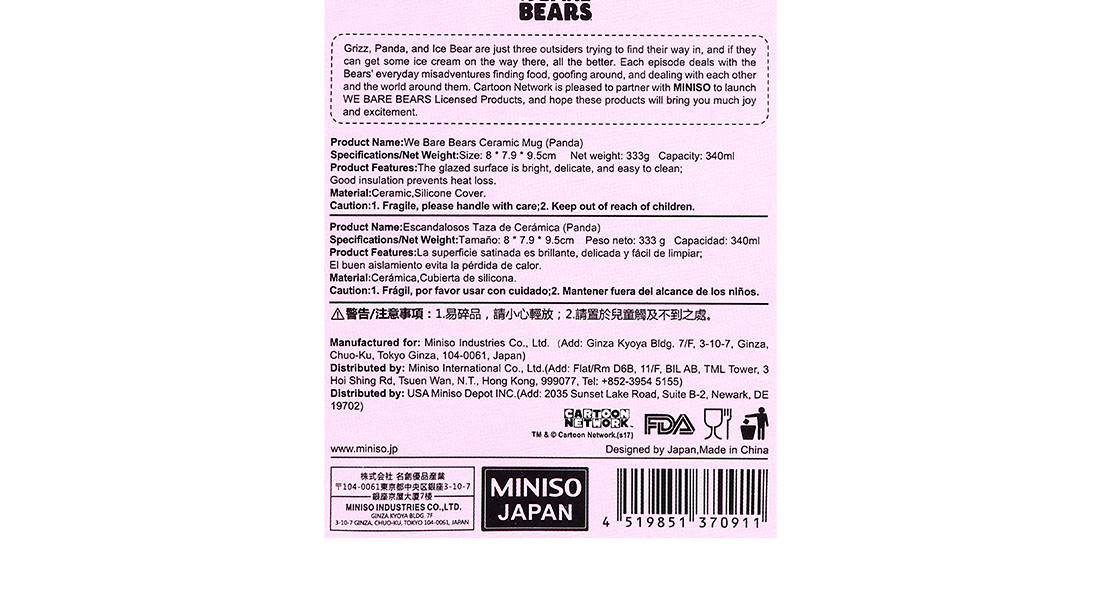 BEARS
Grizz, Panda, and Ice Bear are just three outsiders trying to find their way in, and if they
can get some ice cream on the way there, all the better. Each episode deals with the
Bears' everyday misadventures finding food, goofing around, and dealing with each other
and the world around them. Cartoon Network is pleased to partner with MINISO to launch
WE BARE BEARS Licensed Products, and hope these products will bring you much joy
and excitement.
Product Name:We Bare Bears Ceramic Mug (Panda)
Specifications/Net Weight:Size: 8 * 7.9 * 9.5cm Net weight: 333g Capacity: 340ml
Product Features:The glazed surface is bright, delicate, and easy to clean;
Good insulation prevents heat loss.
Material:Ceramic,Silicone Cover.
Caution:1. Fragile, please handle with care;2. Keep out of reach of children.
Product Name:Escandalosos Taza de Cerámica (Panda)
Specifications/Net Weight:Tamaño: 8 * 7.9 * 9.5cm Peso neto: 333 g Capacidad: 340ml
Product Features:La superficie satinada es brillante, delicada y fácil de limpiar;
El buen aislamiento evita la pérdida de calor.
Material:Cerámica,Cubierta de silicona.
Caution:1. Frágil, por favor usar con cuidado;2. Mantener fuera del alcance de los niños.
⚠警告/注意事項：1.易碎品，請小心輕放；2.請置於兒童觸及不到之處。
Manufactured for: Miniso Industries Co., Ltd. (Add: Ginza Kyoya Bldg. 7/F, 3-10-7, Ginza,
Chuo-Ku, Tokyo Ginza, 104-0061, Japan)
Distributed by: Miniso International Co., Ltd.(Add: Flat/Rm D6B, 11/F, BIL AB, TML Tower, 3
Hoi Shing Rd, Tsuen Wan, N.T., Hong Kong, 999077, Tel: +852-3954 5155)
Distributed by: USA Miniso Depot INC.(Add: 2035 Sunset Lake Road, Suite B-2, Newark, DE
19702)
CARTOON
NETWORK™
TM & © Cartoon Network.(s17)
FDA
www.miniso.jp
Designed by Japan,Made in China
株式会社 名創優品産業
〒104-0061東京都中央区銀座3-10-7
銀座京屋大厦7楼
MINISO INDUSTRIES CO.,LTD.
GINZA KYOYA BLDG. 7F
3-10-7 GINZA, CHUO-KU, TOKYO 104-0061, JAPAN
MINISO
JAPAN
4 519851 370911